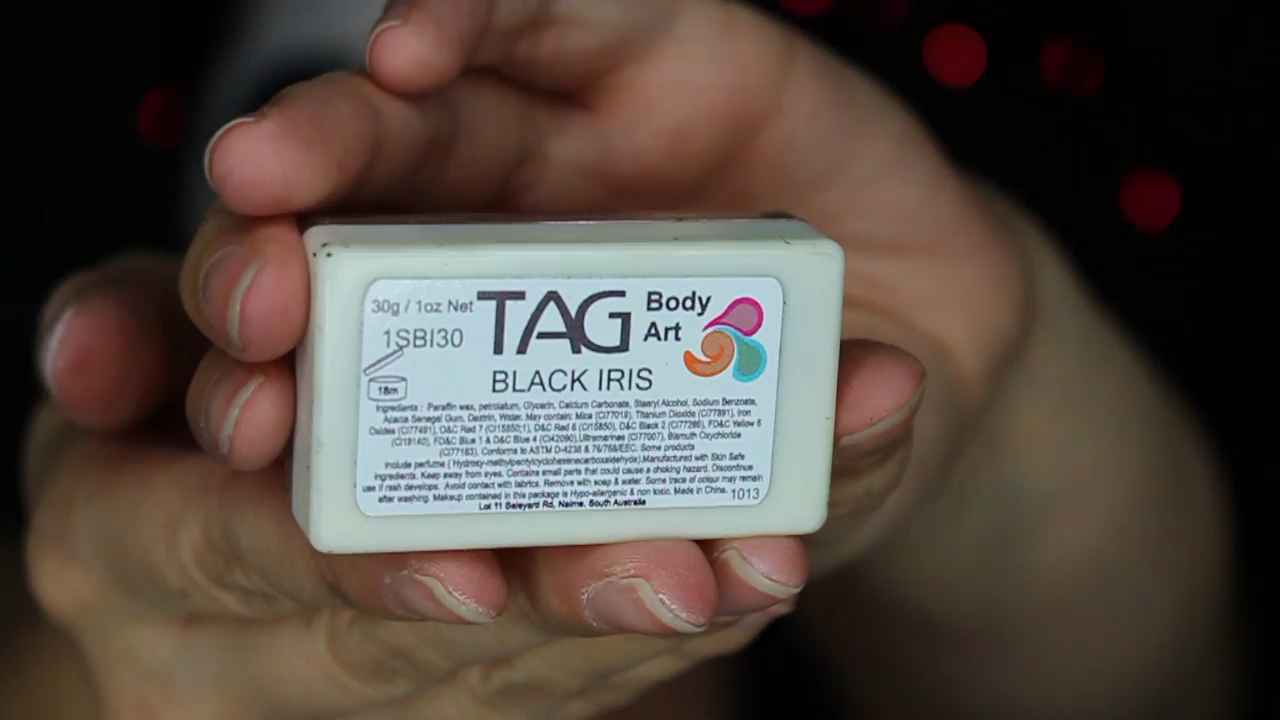 30g / 1oz Net TAG Body Art
1SBI30
BLACK IRIS
18m
Ingredients : Paraffin wax, petrolatum, Glycerin, Calcium Carbonate, Stearyl Alcohol, Sodium Benzoate,
Acacia Senegal Gum, Dextrin, Water. May contain: Mica (CI77019), Titanium Dioxide (CI77891), Iron
Oxides (CI77491), D&C Red 7 (CI15850;1), D&C Red 6 (CI15850), D&C Black 2 (CI77266), FD&C Yellow 5
(CI19140), FD&C Blue 1 & D&C Blue 4 (CI42090),Ultramarines (CI77007), Bismuth Oxychloride
(CI77163), Conforms to ASTM D-4236 & 76/768/EEC. Some products
include perfume ( Hydroxy-methylpentylcyclohexenecarboxaldehyde).Manufactured with Skin Safe
ingredients. Keep away from eyes. Contains small parts that could cause a choking hazard. Discontinue
use if rash develops. Avoid contact with fabrics. Remove with soap & water. Some trace of colour may remain
after washing. Makeup contained in this package is Hypo-allergenic & non toxic. Made in China. 1013
Lot 11 Saleyard Rd, Nairne, South Australia